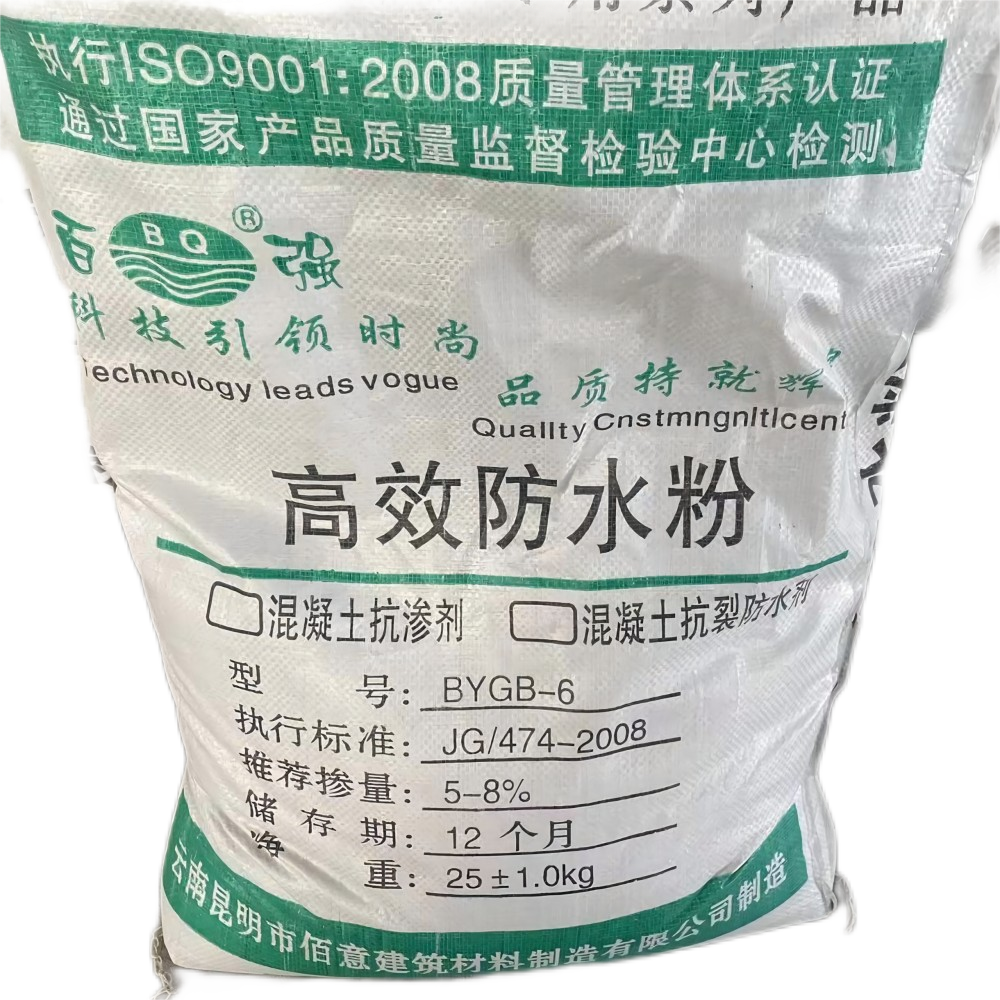 执行ISO9001:2008质量管理体系认证
通过国家产品质量监督检验中心检测
百 BQ ® 强
科技引领时尚
Technology leads vogue
品质持就辉
Quallty Cnstmngnltlcent
高效防水粉
混凝土抗渗剂 混凝土抗裂防水剂
型号: BYGB-6
执行标准: JG/474-2008
推荐掺量: 5-8%
储存期: 12个月
净重: 25±1.0kg
云南昆明市佰意建筑材料制造有限公司制造